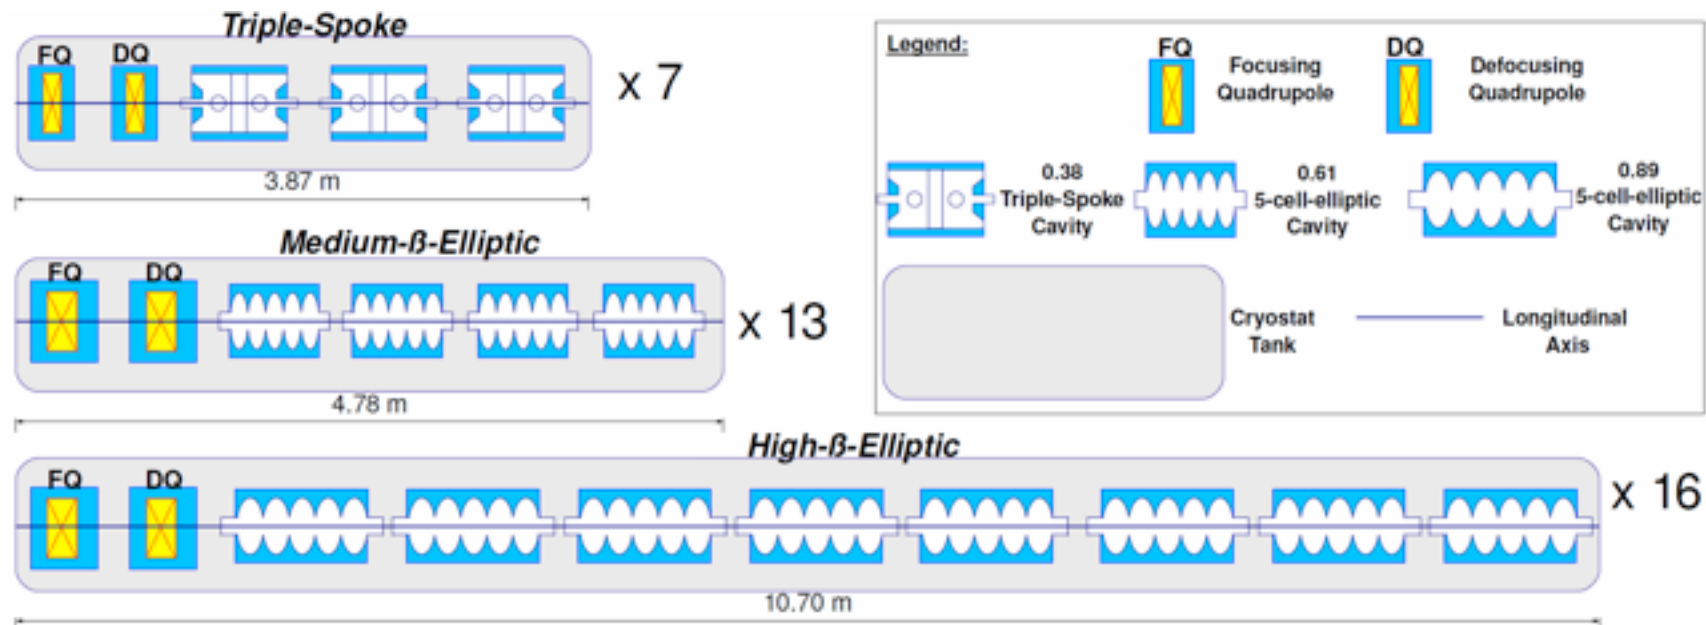 Triple-Spoke
FQ DQ
x 7
3.87 m
Medium-ß-Elliptic
FQ DQ
x 13
4.78 m
High-ß-Elliptic
FQ DQ
x 16
10.70 m
Legend:
FQ
Focusing
Quadrupole
DQ
Defocusing
Quadrupole
0.38
Triple-Spoke
Cavity
0.61
5-cell-elliptic
Cavity
0.89
5-cell-elliptic
Cavity
Cryostat
Tank
Longitudinal
Axis